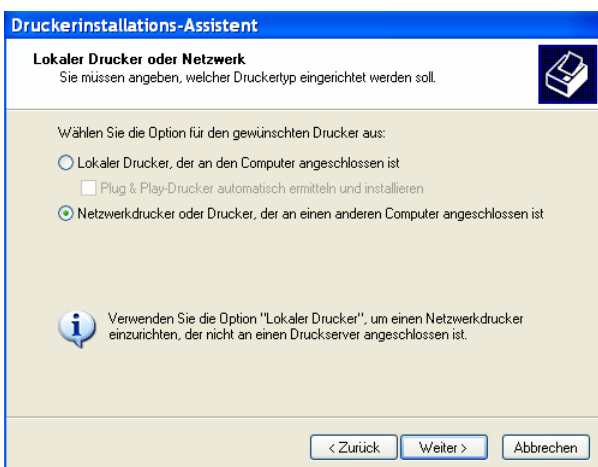 Druckerinstallations-Assistent
Lokaler Drucker oder Netzwerk
Sie müssen angeben, welcher Druckertyp eingerichtet werden soll.
Wählen Sie die Option für den gewünschten Drucker aus:
Lokaler Drucker, der an den Computer angeschlossen ist
Plug & Play-Drucker automatisch ermitteln und installieren
Netzwerkdrucker oder Drucker, der an einen anderen Computer angeschlossen ist
Verwenden Sie die Option "Lokaler Drucker", um einen Netzwerkdrucker
einzurichten, der nicht an einen Druckserver angeschlossen ist.
< Zurück Weiter > Abbrechen